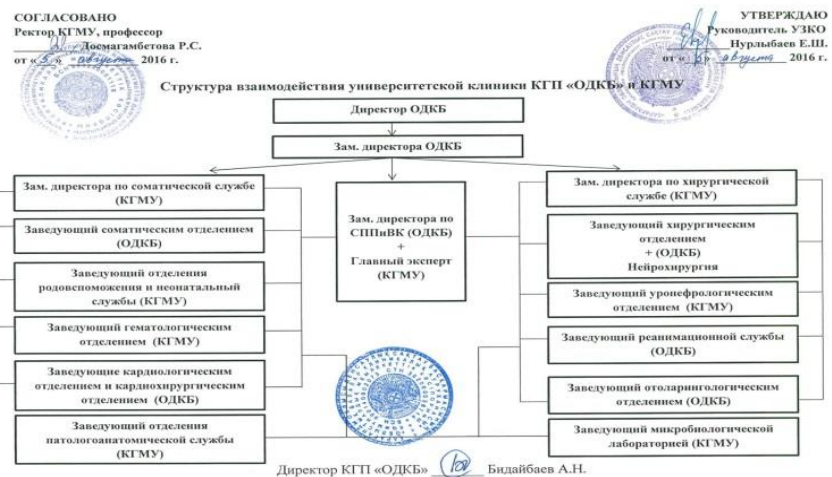 СОГЛАСОВАНО
Ректор КГМУ, профессор
Досмагамбетова Р.С.
от « 5 » августа 2016 г.
УТВЕРЖДАЮ
Руководитель УЗКО
Нурлыбаев Е.Ш.
от « 5 » августа 2016 г.
Структура взаимодействия университетской клиники КГП «ОДКБ» и КГМУ
Директор ОДКБ
Зам. директора ОДКБ
Зам. директора по соматической службе
(КГМУ)
Заведующий соматическим отделением
(ОДКБ)
Заведующий отделения
родовспоможения и неонатальный
службы (КГМУ)
Заведующий гематологическим
отделением (КГМУ)
Заведующие кардиологическим
отделением и кардиохирургическим
отделением (ОДКБ)
Заведующий отделения
патологоанатомической службы
(КГМУ)
Зам. директора по
СППиВК (ОДКБ)
+
Главный эксперт
(КГМУ)
Зам. директора по хирургической
службе (КГМУ)
Заведующий хирургическим
отделением
+ (ОДКБ)
Нейрохирургия
Заведующий уронефрологическим
отделением (КГМУ)
Заведующий реанимационной службы
(ОДКБ)
Заведующий отоларингологическим
отделением (ОДКБ)
Заведующий микробиологической
лабораторией (КГМУ)
Директор КГП «ОДКБ» Бидайбаев А.Н.